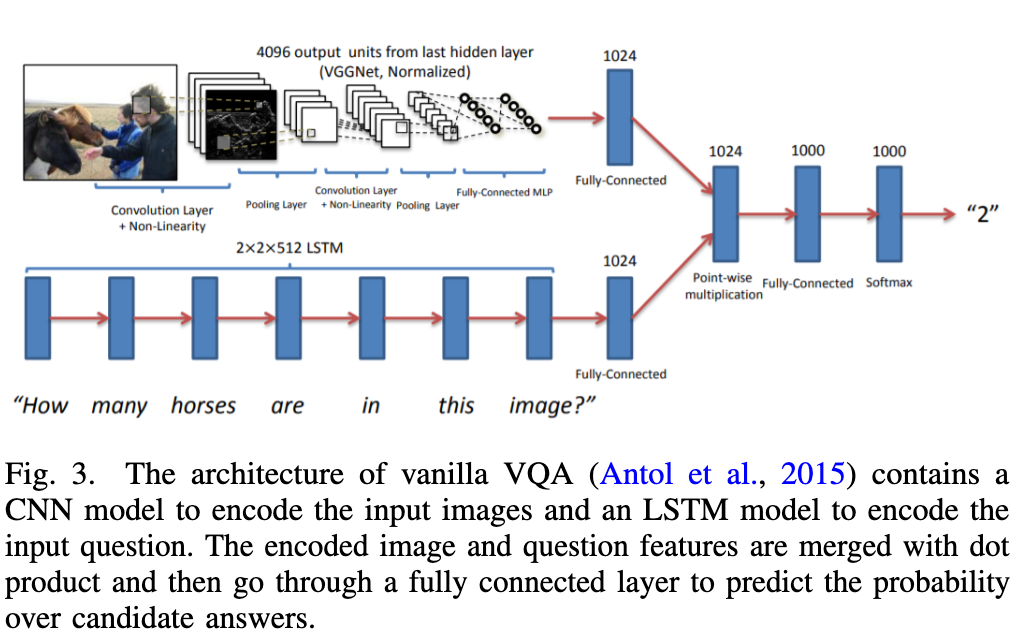 4096 output units from last hidden layer
(VGGNet, Normalized)
Convolution Layer
+ Non-Linearity
Pooling Layer
Convolution Layer
+ Non-Linearity
Pooling Layer
Fully-Connected MLP
1024
Fully-Connected
2×2×512 LSTM
1024
Fully-Connected
1024
Point-wise
multiplication
1000
Fully-Connected
1000
Softmax
“2”
“How many horses are in this image?”
Fig. 3. The architecture of vanilla VQA (Antol et al., 2015) contains a
CNN model to encode the input images and an LSTM model to encode the
input question. The encoded image and question features are merged with dot
product and then go through a fully connected layer to predict the probability
over candidate answers.